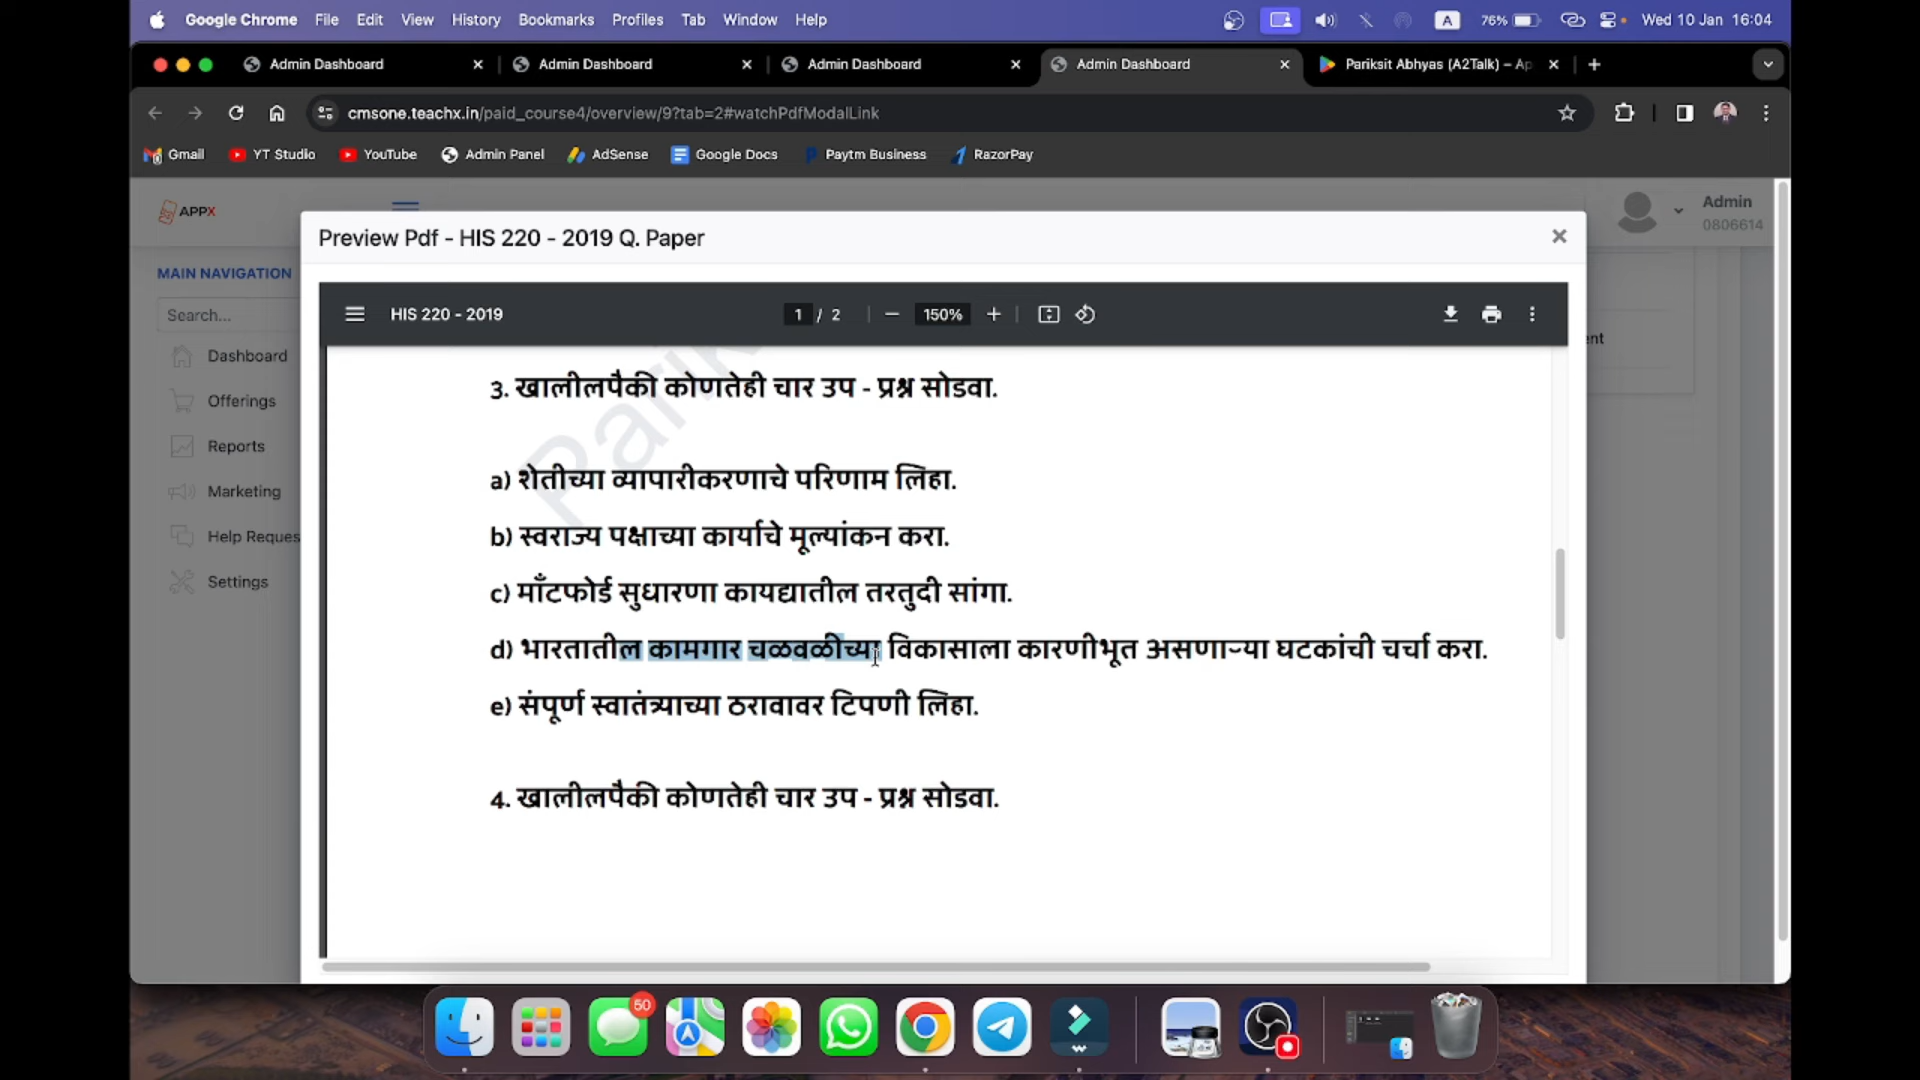 Google Chrome File Edit View History Bookmarks Profiles Tab Window Help A 76% Wed 10 Jan 16:04
Admin Dashboard Admin Dashboard Admin Dashboard Admin Dashboard Pariksit Abhyas (A2Talk) – Ap
cmsone.teachx.in/paid_course4/overview/9?tab=2#watchPdfModalLink
Gmail YT Studio YouTube Admin Panel AdSense Google Docs Paytm Business RazorPay
APPX
Admin
0806614
Preview Pdf - HIS 220 - 2019 Q. Paper
MAIN NAVIGATION
Search...
Dashboard
Offerings
Reports
Marketing
Help Reques
Settings
HIS 220 - 2019 1 / 2 150%
nt
Parik
3. खालीलपैकी कोणतेही चार उप - प्रश्न सोडवा.
a) शेतीच्या व्यापारीकरणाचे परिणाम लिहा.
b) स्वराज्य पक्षाच्या कार्याचे मूल्यांकन करा.
c) माँटफोर्ड सुधारणा कायद्यातील तरतुदी सांगा.
d) भारतातील कामगार चळवळीच्या विकासाला कारणीभूत असणाऱ्या घटकांची चर्चा करा.
e) संपूर्ण स्वातंत्र्याच्या ठरावावर टिपणी लिहा.
4. खालीलपैकी कोणतेही चार उप - प्रश्न सोडवा.
50